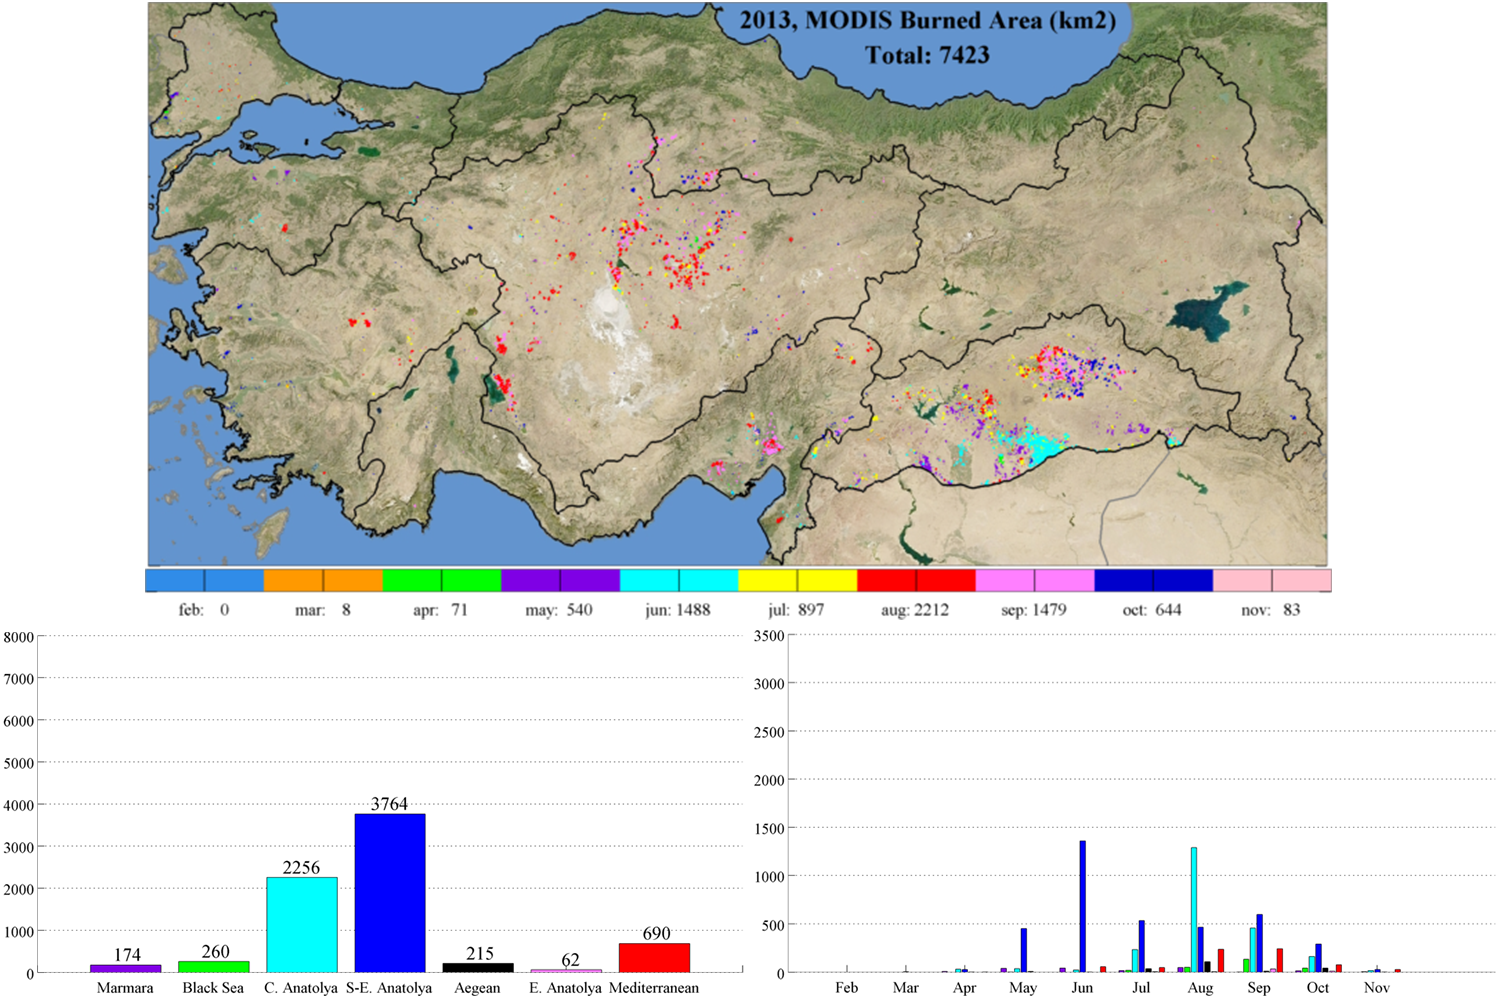 2013, MODIS Burned Area (km2)
Total: 7423
feb: 0 mar: 8 apr: 71 may: 540 jun: 1488 jul: 897 aug: 2212 sep: 1479 oct: 644 nov: 83
8000
7000
6000
5000
4000
3000
2000
1000
0
174 260 2256 3764 215 62 690
Marmara Black Sea C. Anatolya S-E. Anatolya Aegean E. Anatolya Mediterranean
3500
3000
2500
2000
1500
1000
500
0
Feb Mar Apr May Jun Jul Aug Sep Oct Nov